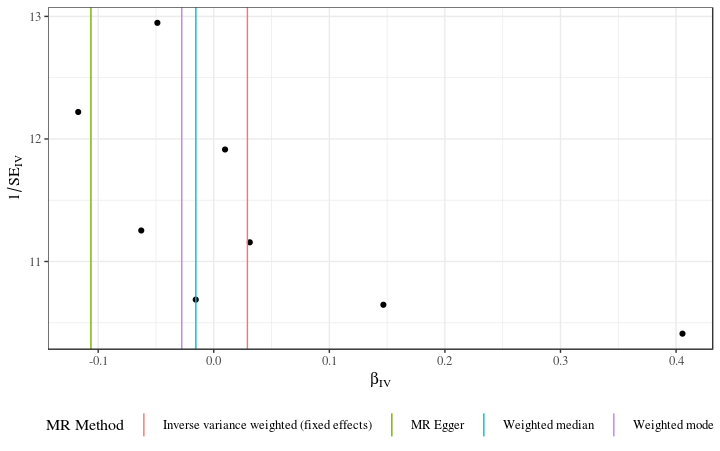 13
12
11
1/SE_IV
-0.1 0.0 0.1 0.2 0.3 0.4
β_IV
MR Method Inverse variance weighted (fixed effects) MR Egger Weighted median Weighted mode